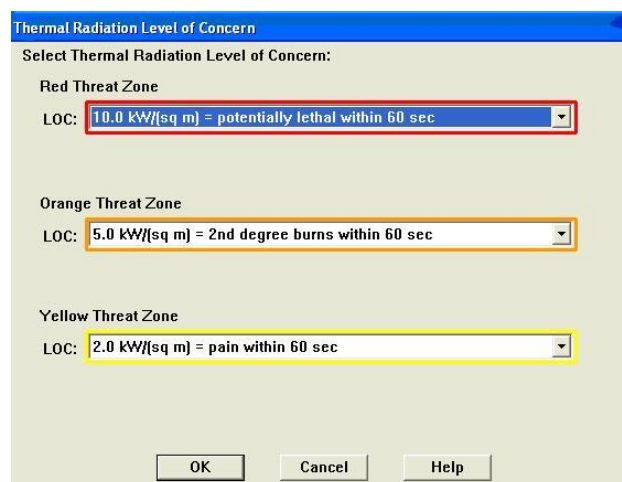 Thermal Radiation Level of Concern
Select Thermal Radiation Level of Concern:
Red Threat Zone
LOC: 10.0 kW/(sq m) = potentially lethal within 60 sec
Orange Threat Zone
LOC: 5.0 kW/(sq m) = 2nd degree burns within 60 sec
Yellow Threat Zone
LOC: 2.0 kW/(sq m) = pain within 60 sec
OK Cancel Help